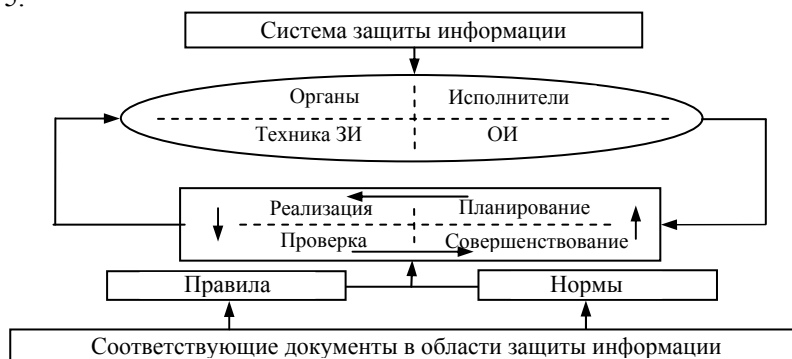 3.
Система защиты информации
Органы Исполнители
Техника ЗИ ОИ
Реализация Планирование
Проверка Совершенствование
Правила Нормы
Соответствующие документы в области защиты информации